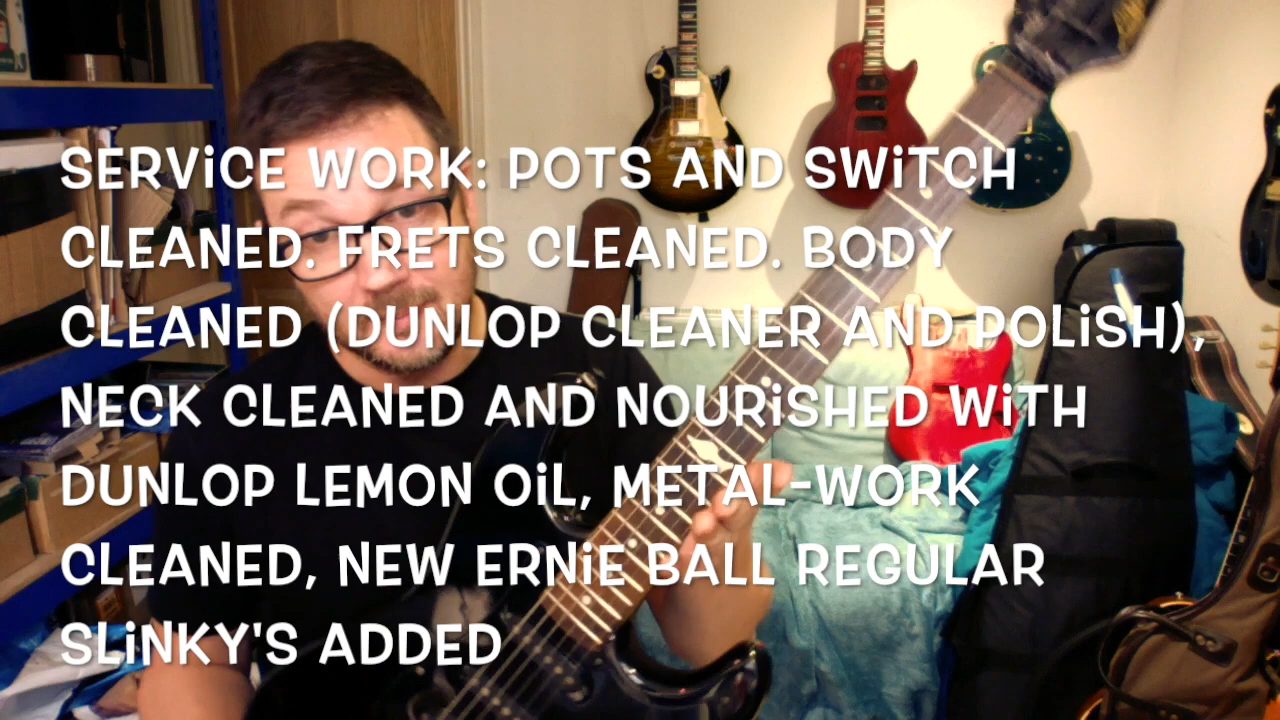 SERViCE WORK: POTS AND SWiTCH
CLEANED. FRETS CLEANED. BODY
CLEANED (DUNLOP CLEANER AND POLiSH),
NECK CLEANED AND NOURiSHED WiTH
DUNLOP LEMON OiL, METAL-WORK
CLEANED, NEW ERNiE BALL REGULAR
SLiNKY'S ADDED